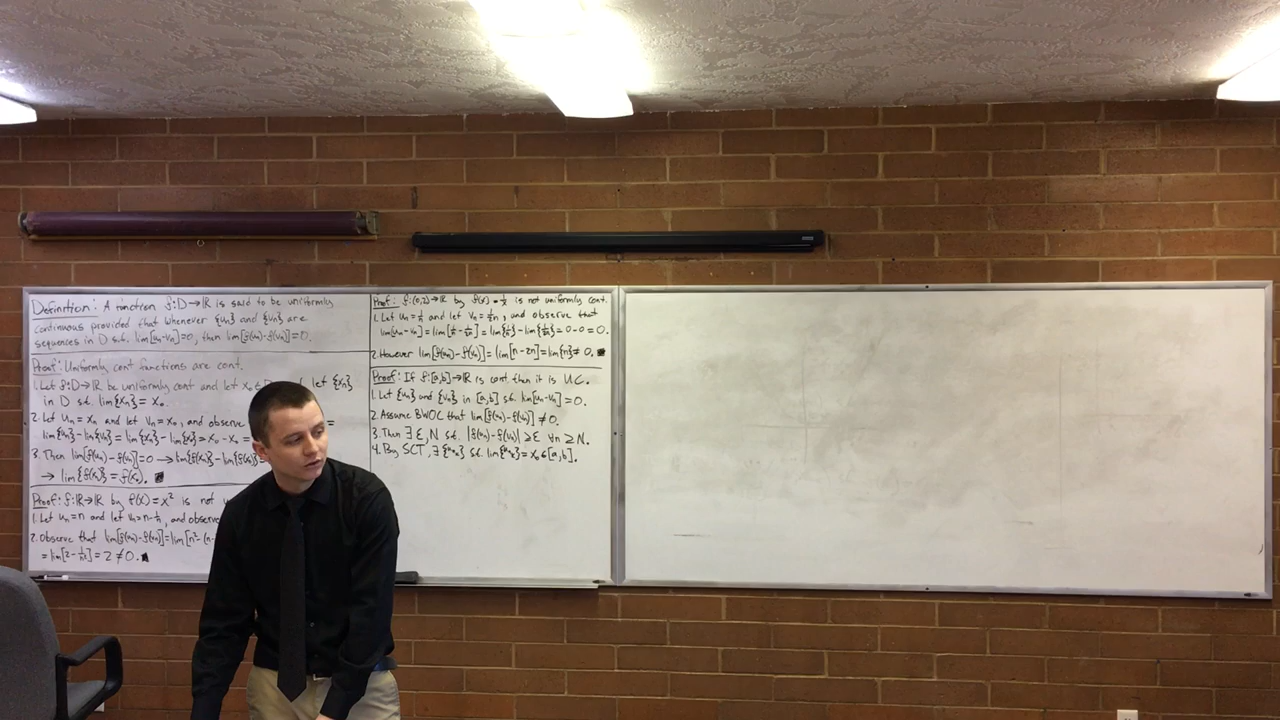 Definition: A function f:D→ℝ is said to be uniformly
continuous provided that whenever {uₙ} and {vₙ} are
sequences in D s.t. lim[uₙ-vₙ]=0, then lim[f(uₙ)-f(vₙ)]=0.
Proof: Uniformly cont functions are cont.
1. Let f:D→ℝ be uniformly cont and let x₀∈ let {xₙ}
in D s.t. lim{xₙ}=x₀.
2. Let uₙ=xₙ and let vₙ=x₀, and observe =
lim{uₙ}-lim{vₙ}=lim{xₙ}-lim{x₀}=x₀-x₀=
3. Then lim[f(uₙ)-f(vₙ)]=0→lim{f(xₙ)}-lim{f(x₀
→ lim{f(xₙ)}=f(x₀). ■
Proof: f:ℝ→ℝ by f(x)=x² is not
1. Let uₙ=n and let vₙ=n-1/n, and observe
2. Observe that lim[f(uₙ)-f(vₙ)]=lim[n²-(n-
=lim[2-1/n²]=2≠0. ■
Proof: f:(0,2)→ℝ by f(x)=1/x is not uniformly cont.
1. Let uₙ=1/n and let vₙ=1/2n, and observe that
lim[uₙ-vₙ]=lim[1/n-1/2n]=lim{1/n}-lim{1/2n}=0-0=0.
2. However lim[f(uₙ)-f(vₙ)]=lim[n-2n]=lim{n}≠0. ■
Proof: If f:[a,b]→ℝ is cont, then it is U.C.
1. Let {uₙ} and {vₙ} in [a,b] s.t. lim[uₙ-vₙ]=0.
2. Assume BWOC that lim[f(uₙ)-f(vₙ)]≠0.
3. Then ∃ ε,N s.t. |f(uₙ)-f(vₙ)|≥ε ∀n≥N.
4. By SCT, ∃ s.t. =x₀∈[a,b].